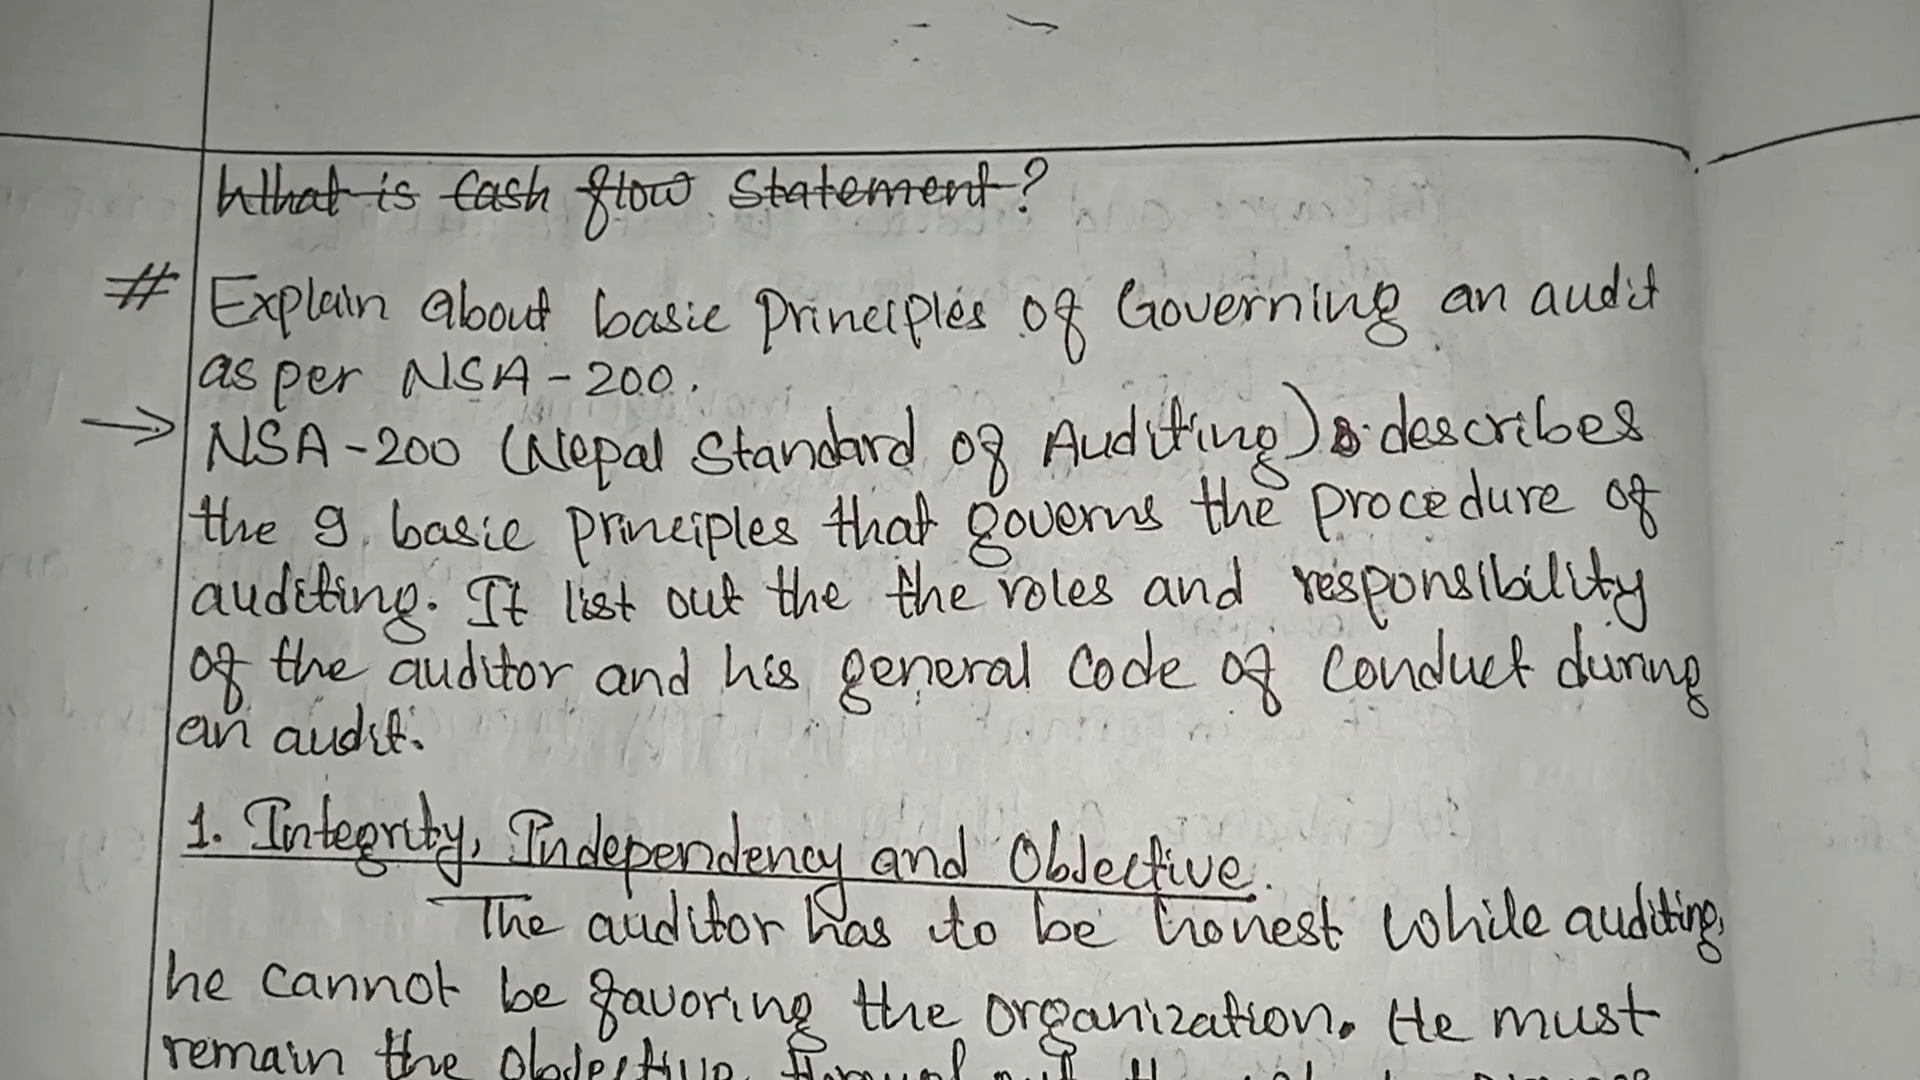 What is Cash flow Statement?
# Explain about basic principles of Governing an audit
as per NSA-200.
→ NSA-200 (Nepal Standard of Auditing) describes
the 9 basic principles that governs the procedure of
auditing. It list out the the roles and responsibility
of the auditor and his general code of conduct during
an audit.
1. Integrity, Independency and Objective.
The auditor has to be honest while auditing,
he cannot be favoring the organization. He must
remain the objective